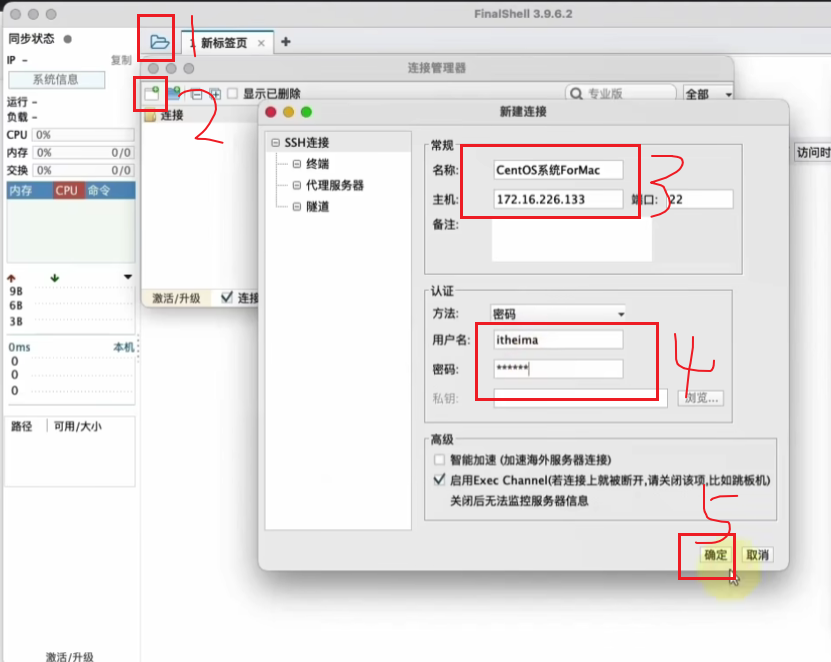 FinalShell 3.9.6.2
同步状态
1 新标签页
1
IP -
复制
系统信息
连接管理器
运行 -
显示已删除
专业版
全部
负载 -
连接
2
新建连接
CPU 0%
内存 0% 0/0
交换 0% 0/0
内存 CPU 命令
SSH连接
终端
代理服务器
隧道
常规
名称: CentOS系统ForMac
主机: 172.16.226.133 端口: 22
备注:
3
访问时
9B
6B
3B
激活/升级
连接
认证
方法: 密码
用户名: itheima
密码: ******
私钥: 浏览...
4
0ms 本机
0
0
0
路径 可用/大小
高级
智能加速 (加速海外服务器连接)
启用Exec Channel(若连接上就被断开,请关闭该项,比如跳板机)
关闭后无法监控服务器信息
5
确定 取消
激活/升级